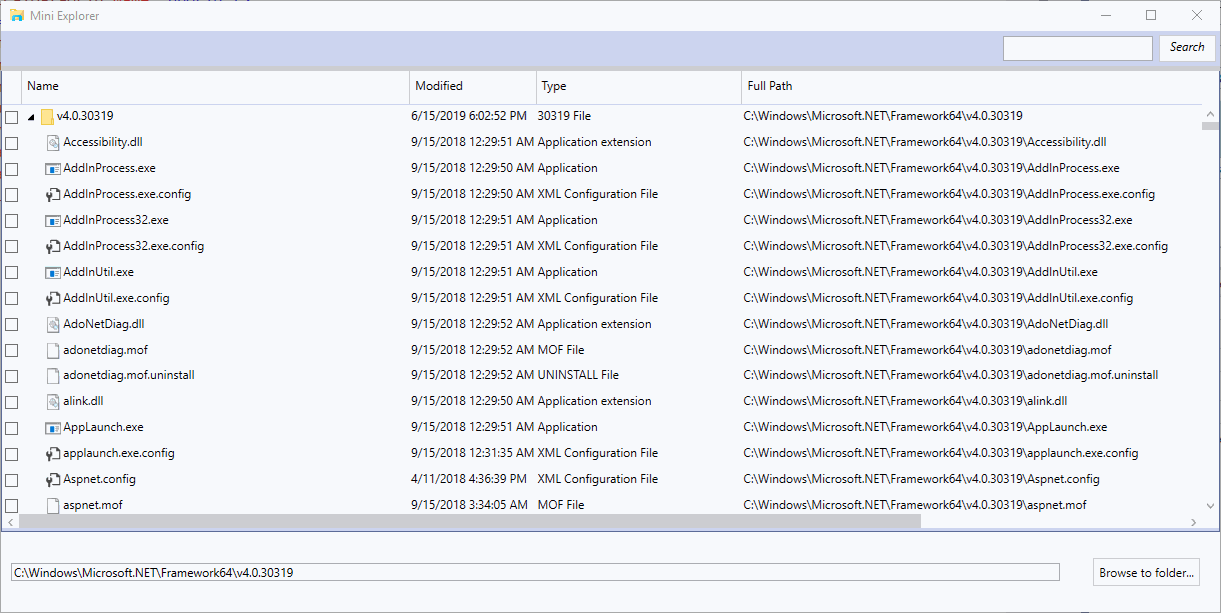 Mini Explorer
Search
Name Modified Type Full Path
v4.0.30319 6/15/2019 6:02:52 PM 30319 File C:\Windows\Microsoft.NET\Framework64\v4.0.30319
Accessibility.dll 9/15/2018 12:29:51 AM Application extension C:\Windows\Microsoft.NET\Framework64\v4.0.30319\Accessibility.dll
AddInProcess.exe 9/15/2018 12:29:51 AM Application C:\Windows\Microsoft.NET\Framework64\v4.0.30319\AddInProcess.exe
AddInProcess.exe.config 9/15/2018 12:29:50 AM XML Configuration File C:\Windows\Microsoft.NET\Framework64\v4.0.30319\AddInProcess.exe.config
AddInProcess32.exe 9/15/2018 12:29:50 AM Application C:\Windows\Microsoft.NET\Framework64\v4.0.30319\AddInProcess32.exe
AddInProcess32.exe.config 9/15/2018 12:29:51 AM XML Configuration File C:\Windows\Microsoft.NET\Framework64\v4.0.30319\AddInProcess32.exe.config
AddInUtil.exe 9/15/2018 12:29:51 AM Application C:\Windows\Microsoft.NET\Framework64\v4.0.30319\AddInUtil.exe
AddInUtil.exe.config 9/15/2018 12:29:51 AM XML Configuration File C:\Windows\Microsoft.NET\Framework64\v4.0.30319\AddInUtil.exe.config
AdoNetDiag.dll 9/15/2018 12:29:52 AM Application extension C:\Windows\Microsoft.NET\Framework64\v4.0.30319\AdoNetDiag.dll
adonetdiag.mof 9/15/2018 12:29:52 AM MOF File C:\Windows\Microsoft.NET\Framework64\v4.0.30319\adonetdiag.mof
adonetdiag.mof.uninstall 9/15/2018 12:29:52 AM UNINSTALL File C:\Windows\Microsoft.NET\Framework64\v4.0.30319\adonetdiag.mof.uninstall
alink.dll 9/15/2018 12:29:50 AM Application extension C:\Windows\Microsoft.NET\Framework64\v4.0.30319\alink.dll
AppLaunch.exe 9/15/2018 12:29:51 AM Application C:\Windows\Microsoft.NET\Framework64\v4.0.30319\AppLaunch.exe
applaunch.exe.config 9/15/2018 12:31:35 AM XML Configuration File C:\Windows\Microsoft.NET\Framework64\v4.0.30319\applaunch.exe.config
Aspnet.config 4/11/2018 4:36:39 PM XML Configuration File C:\Windows\Microsoft.NET\Framework64\v4.0.30319\Aspnet.config
aspnet.mof 9/15/2018 3:34:05 AM MOF File C:\Windows\Microsoft.NET\Framework64\v4.0.30319\aspnet.mof
C:\Windows\Microsoft.NET\Framework64\v4.0.30319 Browse to folder...